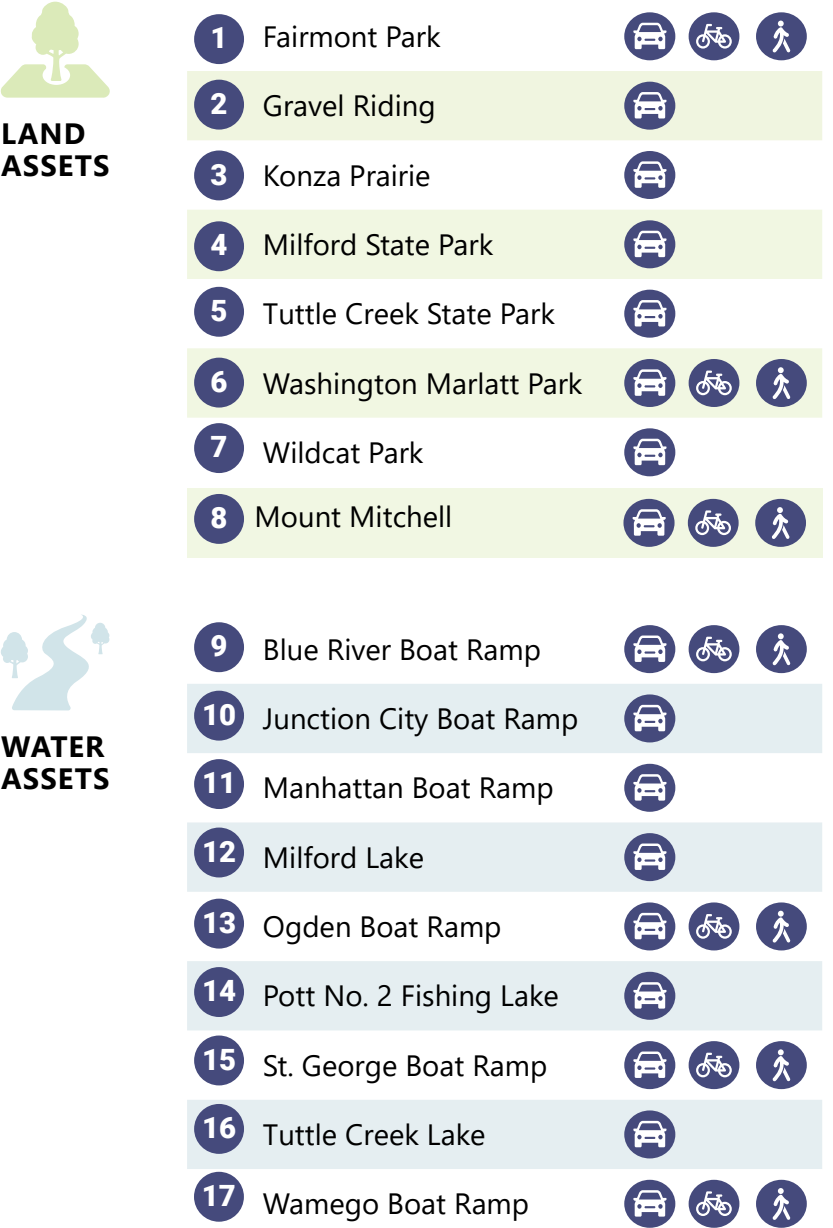 LAND
ASSETS
1 Fairmont Park
2 Gravel Riding
3 Konza Prairie
4 Milford State Park
5 Tuttle Creek State Park
6 Washington Marlatt Park
7 Wildcat Park
8 Mount Mitchell
WATER
ASSETS
9 Blue River Boat Ramp
10 Junction City Boat Ramp
11 Manhattan Boat Ramp
12 Milford Lake
13 Ogden Boat Ramp
14 Pott No. 2 Fishing Lake
15 St. George Boat Ramp
16 Tuttle Creek Lake
17 Wamego Boat Ramp